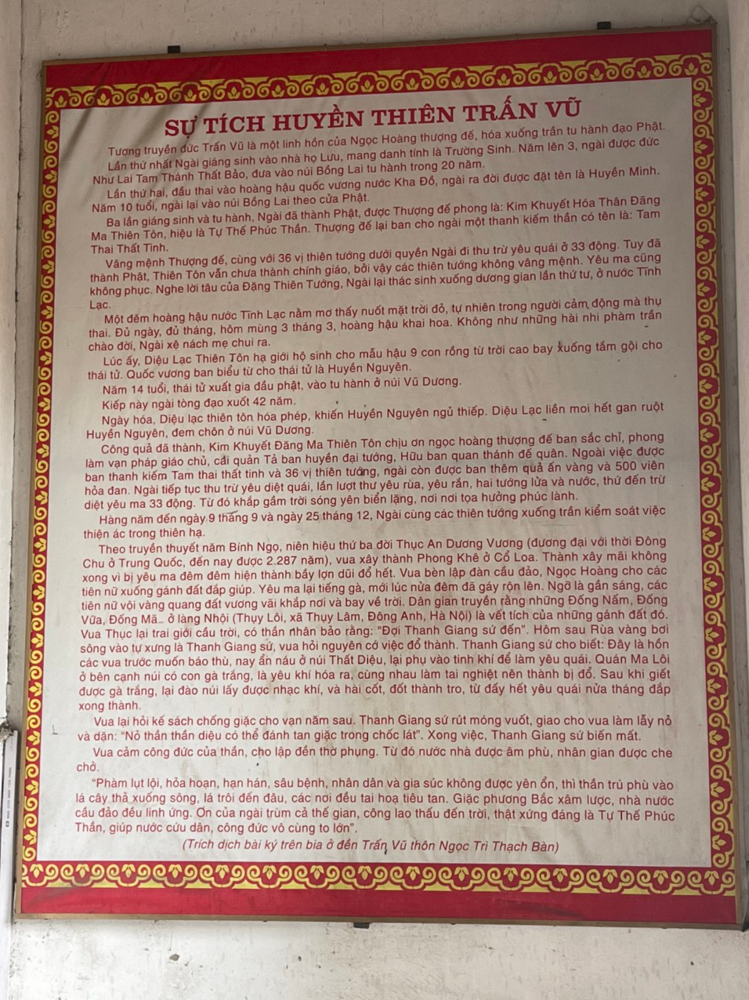 SỰ TÍCH HUYỀN THIÊN TRẤN VŨ
Tương truyền đức Trấn Vũ là một linh hồn của Ngọc Hoàng thượng đế, hóa xuống trần tu hành đạo Phật.
Lần thứ nhất Ngài giáng sinh vào nhà họ Lưu, mang danh tính là Trường Sinh. Năm lên 3, ngài được đức
Như Lai Tam Thánh Thất Bảo, đưa vào núi Bồng Lai tu hành trong 20 năm.
Lần thứ hai, đầu thai vào hoàng hậu quốc vương nước Kha Đồ, ngài ra đời được đặt tên là Huyền Minh.
Năm 10 tuổi, ngài lại vào núi Bồng Lai theo cửa Phật.
Ba lần giáng sinh và tu hành, Ngài đã thành Phật, được Thượng đế phong là: Kim Khuyết Hóa Thân Đãng
Ma Thiên Tôn, hiệu là Tự Thế Phúc Thần. Thượng đế lại ban cho ngài một thanh kiếm thần có tên là: Tam
Thai Thất Tinh.
Vâng mệnh Thượng đế, cùng với 36 vị thiên tướng dưới quyền Ngài đi thu trừ yêu quái ở 33 động. Tuy đã
thành Phật, Thiên Tôn vẫn chưa thành chính giáo, bởi vậy các thiên tướng không vâng mệnh. Yêu ma cũng
không phục. Nghe lời tâu của Đặng Thiên Tướng, Ngài lại thác sinh xuống dương gian lần thứ tư, ở nước Tĩnh
Lạc.
Một đêm hoàng hậu nước Tĩnh Lạc nằm mơ thấy nuốt mặt trời đỏ, tự nhiên trong người cảm động mà thụ
thai. Đủ ngày, đủ tháng, hôm mùng 3 tháng 3, hoàng hậu khai hoa. Không như những hài nhi phàm trần
chào đời, Ngài xệ nách mẹ chui ra.
Lúc ấy, Diệu Lạc Thiên Tôn hạ giới hộ sinh cho mẫu hậu 9 con rồng từ trời cao bay xuống tắm gội cho
thái tử. Quốc vương ban biểu từ cho thái tử là Huyền Nguyên.
Năm 14 tuổi, thái tử xuất gia đầu phật, vào tu hành ở núi Vũ Dương.
Kiếp này ngài tòng đạo xuốt 42 năm.
Ngày hóa, Diệu lạc thiên tôn hóa phép, khiến Huyền Nguyên ngủ thiếp. Diệu Lạc liền moi hết gan ruột
Huyền Nguyên, đem chôn ở núi Vũ Dương.
Công quả đã thành, Kim Khuyết Đãng Ma Thiên Tôn chịu ơn ngọc hoàng thượng đế ban sắc chỉ, phong
làm vạn pháp giáo chủ, cái quản Tả ban huyền đại tướng, Hữu ban quan thánh đế quân. Ngoài việc được
ban thanh kiếm Tam thai thất tinh và 36 vị thiên tướng, ngài còn được ban thêm quả ấn vàng và 500 viên
hỏa đan. Ngài tiếp tục thu trừ yêu diệt quái, lần lượt thư yêu rùa, yêu rắn, hai tướng lửa và nước, thứ đến trừ
diệt yêu ma 33 động. Từ đó khắp gầm trời sóng yên biển lặng, nơi nơi tọa hưởng phúc lành.
Hàng năm đến ngày 9 tháng 9 và ngày 25 tháng 12, Ngài cùng các thiên tướng xuống trần kiểm soát việc
thiện ác trong thiên hạ.
Theo truyền thuyết năm Bính Ngọ, niên hiệu thứ ba đời Thục An Dương Vương (đương đại với thời Đông
Chu ở Trung Quốc, đến nay được 2.287 năm), vua xây thành Phong Khê ở Cổ Loa. Thành xây mãi không
xong vì bị yêu ma đêm đêm hiện thành bầy lợn dũi đổ hết. Vua bèn lập đàn cầu đảo, Ngọc Hoàng cho các
tiên nữ xuống gánh đất đắp giúp. Yêu ma lại tiếng gà, mới lúc nửa đêm đã gáy rộn lên. Ngỡ là gần sáng, các
tiên nữ vội vàng quang đất vương vãi khắp nơi và bay về trời. Dân gian truyền rằng những Đống Nấm, Đống
Vữa, Đống Mã.. ở làng Nhội (Thụy Lôi, xã Thụy Lâm, Đông Anh, Hà Nội) là vết tích của những gánh đất đó.
Vua Thục lại trai giới cầu trời, có thần nhân bảo rằng: “Đợi Thanh Giang sứ đến”. Hôm sau Rùa vàng bơi
sông vào tự xưng là Thanh Giang sứ, vua hỏi nguyên cớ việc đổ thành. Thanh Giang sứ cho biết: Đây là hồn
các vua trước muốn báo thù, nay ẩn náu ở núi Thất Diệu, lại phụ vào tinh khí để làm yêu quái. Quán Ma Lôi
ở bên cạnh núi có con gà trắng, là yêu khí hóa ra, cùng nhau làm tai nghiệt nên thành bị đổ. Sau khi giết
được gà trắng, lại đào núi lấy được nhạc khí, và hài cốt, đốt thành tro, từ đấy hết yêu quái nửa tháng đắp
xong thành.
Vua lại hỏi kế sách chống giặc cho vạn năm sau. Thanh Giang sứ rút móng vuốt, giao cho vua làm lẫy nỏ
và dặn: “Nỏ thần thần diệu có thể đánh tan giặc trong chốc lát”. Xong việc, Thanh Giang sứ biến mất.
Vua cảm công đức của thần, cho lập đền thờ phụng. Từ đó nước nhà được âm phù, nhân gian được che
chở.
“Phàm lụt lội, hỏa hoạn, hạn hán, sâu bệnh, nhân dân và gia súc không được yên ổn, thì thần trú phù vào
lá cây thả xuống sông, lá trôi đến đâu, các nơi đều tai hoạ tiêu tan. Giặc phương Bắc xâm lược, nhà nước
cầu đảo đều linh ứng. Ơn của ngài trùm cả thế gian, công lao thấu đến trời, thật xứng đáng là Tự Thế Phúc
Thần, giúp nước cứu dân, công đức vô cùng to lớn”.
(Trích dịch bài ký trên bia ở đền Trấn Vũ thôn Ngọc Trì Thạch Bàn)